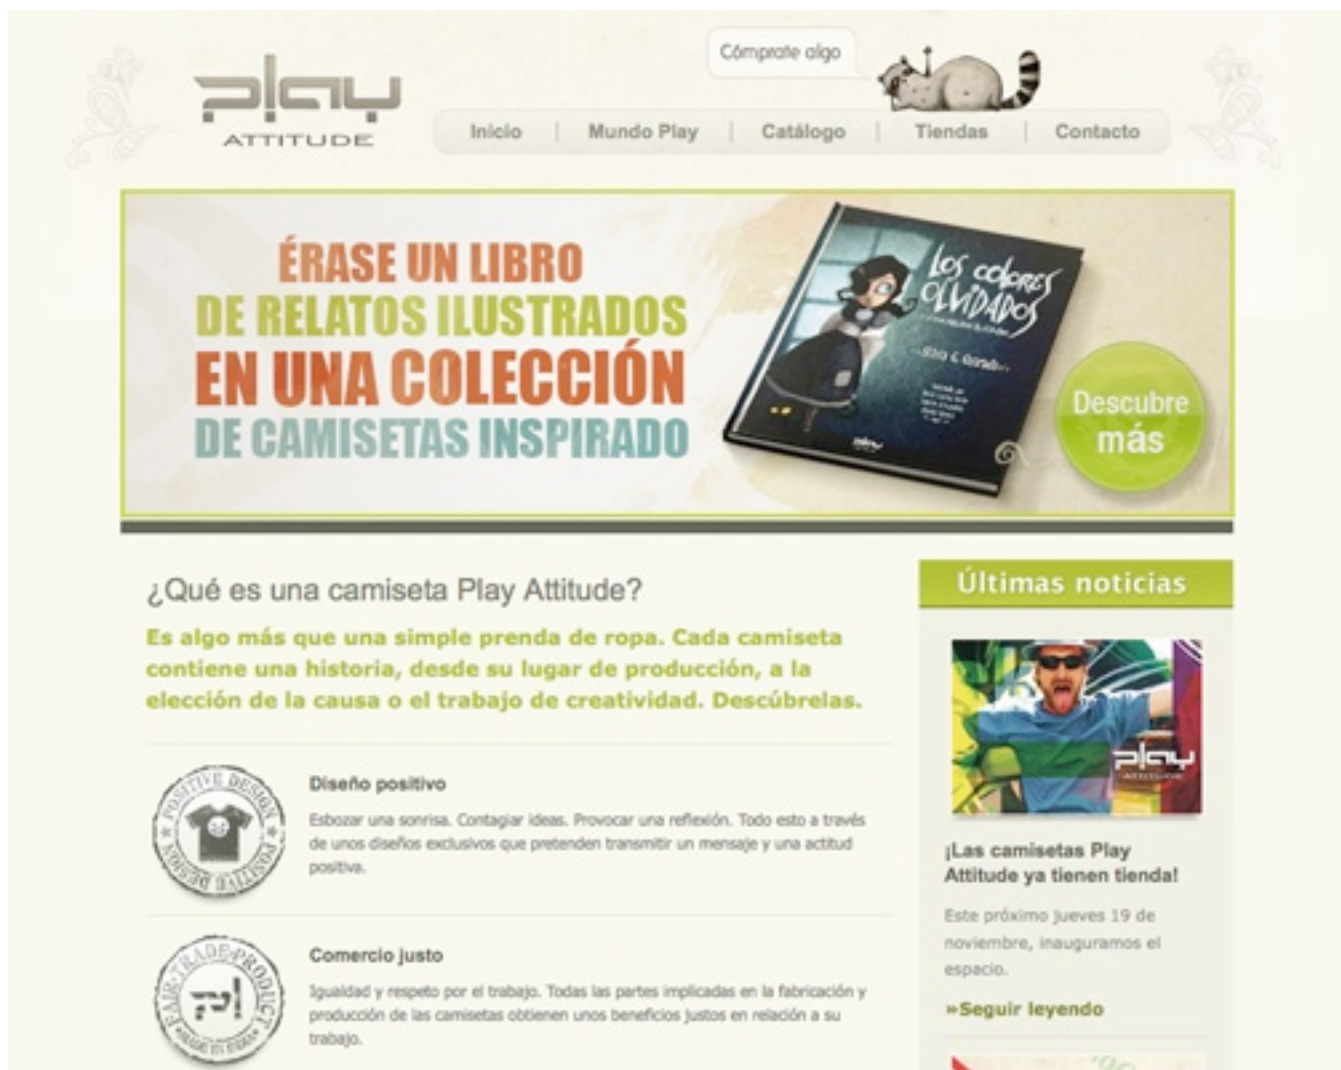 play
ATTITUDE
Cómprate algo
Inicio
Mundo Play
Catálogo
Tiendas
Contacto
ÉRASE UN LIBRO
DE RELATOS ILUSTRADOS
EN UNA COLECCIÓN
DE CAMISETAS INSPIRADO
LOS COLORES
OLVIDADOS
play
Descubre
más
¿Qué es una camiseta Play Attitude?
Es algo más que una simple prenda de ropa. Cada camiseta
contiene una historia, desde su lugar de producción, a la
elección de la causa o el trabajo de creatividad. Descúbrelas.
POSITIVE DESIGN
POSITIVE DESIGN
Diseño positivo
Esbozar una sonrisa. Contagiar ideas. Provocar una reflexión. Todo esto a través
de unos diseños exclusivos que pretenden transmitir un mensaje y una actitud
positiva.
FAIR·TRADE·PRODUCT
Comercio justo
Igualdad y respeto por el trabajo. Todas las partes implicadas en la fabricación y
producción de las camisetas obtienen unos beneficios justos en relación a su
trabajo.
Últimas noticias
play
ATTITUDE
¡Las camisetas Play
Attitude ya tienen tienda!
Este próximo jueves 19 de
noviembre, inauguramos el
espacio.
»Seguir leyendo